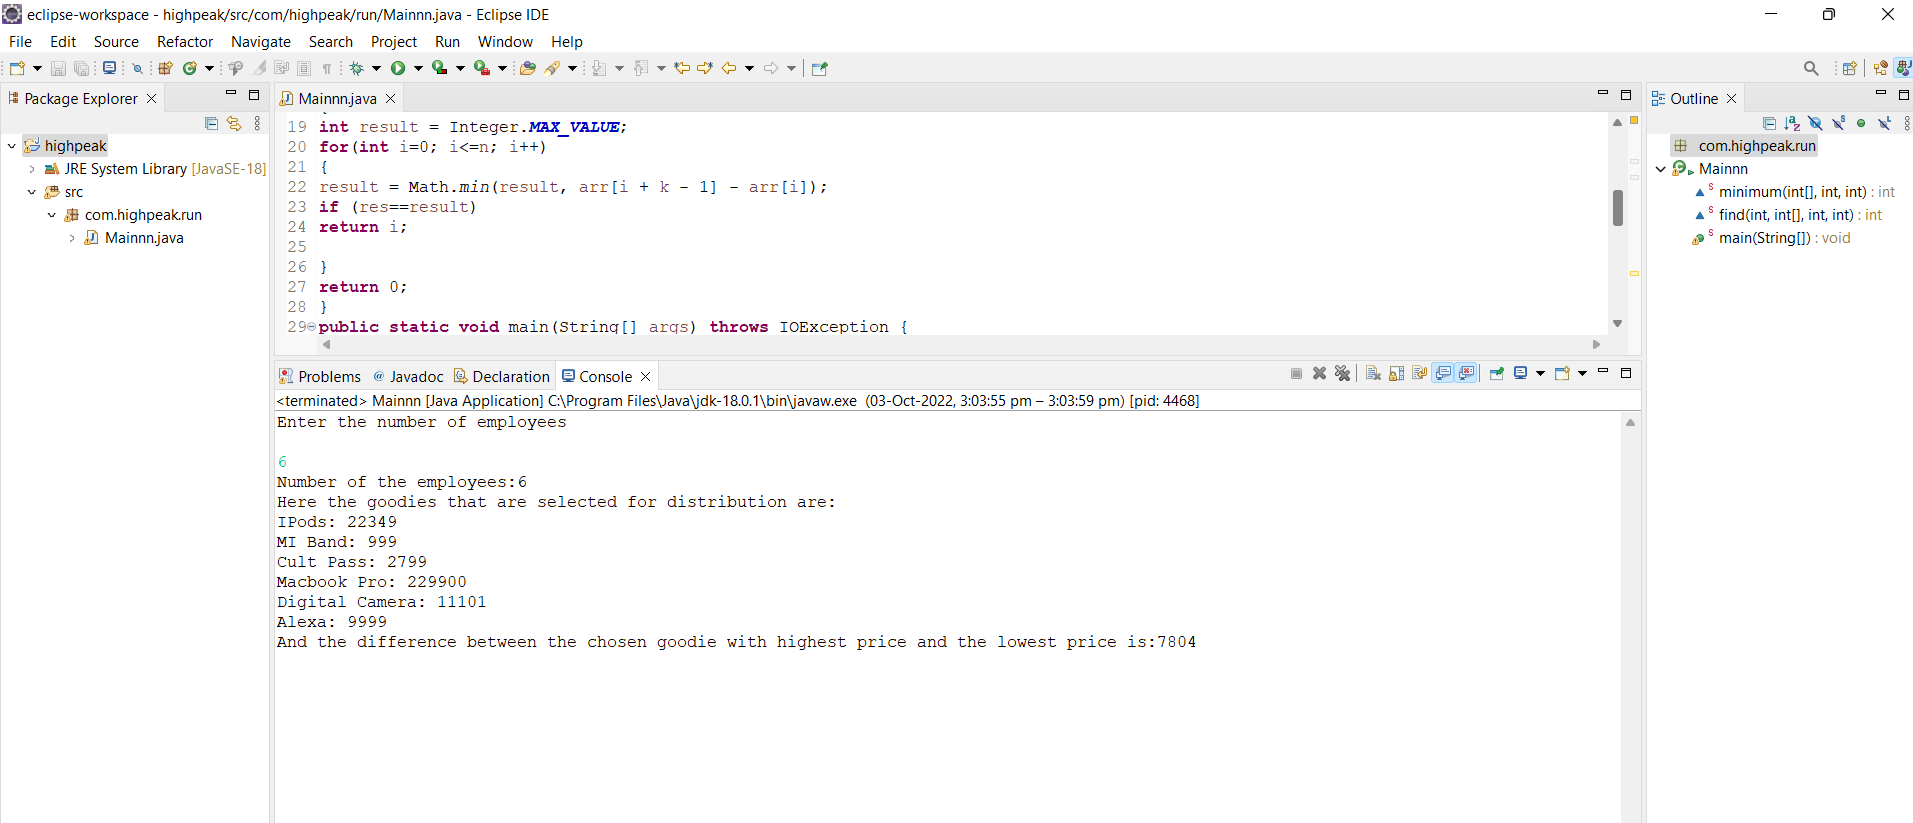 eclipse-workspace - highpeak/src/com/highpeak/run/Mainnn.java - Eclipse IDE
File Edit Source Refactor Navigate Search Project Run Window Help
Package Explorer
highpeak
JRE System Library [JavaSE-18]
src
com.highpeak.run
Mainnn.java
Mainnn.java
19 int result = Integer.MAX_VALUE;
20 for(int i=0; i<=n; i++)
21 {
22 result = Math.min(result, arr[i + k - 1] - arr[i]);
23 if (res==result)
24 return i;
25
26 }
27 return 0;
28 }
29 public static void main(String[] args) throws IOException {
Problems @ Javadoc Declaration Console
<terminated> Mainnn [Java Application] C:\Program Files\Java\jdk-18.0.1\bin\javaw.exe (03-Oct-2022, 3:03:55 pm – 3:03:59 pm) [pid: 4468]
Enter the number of employees
6
Number of the employees:6
Here the goodies that are selected for distribution are:
IPods: 22349
MI Band: 999
Cult Pass: 2799
Macbook Pro: 229900
Digital Camera: 11101
Alexa: 9999
And the difference between the chosen goodie with highest price and the lowest price is:7804
Outline
com.highpeak.run
Mainnn
minimum(int[], int, int) : int
find(int, int[], int, int) : int
main(String[]) : void